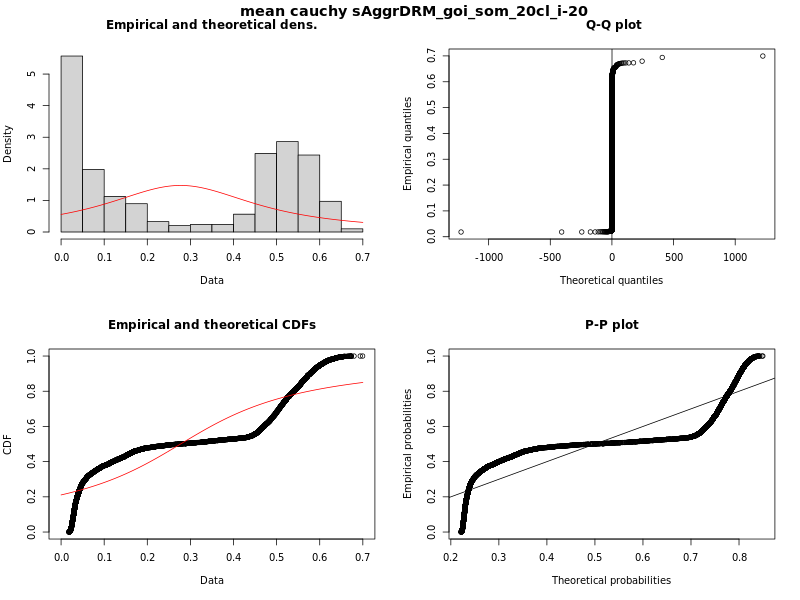 mean cauchy sAggrDRM_goi_som_20cl_i-20
Empirical and theoretical dens.
Density
0 1 2 3 4 5
0.0 0.1 0.2 0.3 0.4 0.5 0.6 0.7
Data
Q-Q plot
Empirical quantiles
0.0 0.1 0.2 0.3 0.4 0.5 0.6 0.7
-1000 -500 0 500 1000
Theoretical quantiles
Empirical and theoretical CDFs
CDF
0.0 0.2 0.4 0.6 0.8 1.0
0.0 0.1 0.2 0.3 0.4 0.5 0.6 0.7
Data
P-P plot
Empirical probabilities
0.0 0.2 0.4 0.6 0.8 1.0
0.2 0.3 0.4 0.5 0.6 0.7 0.8
Theoretical probabilities